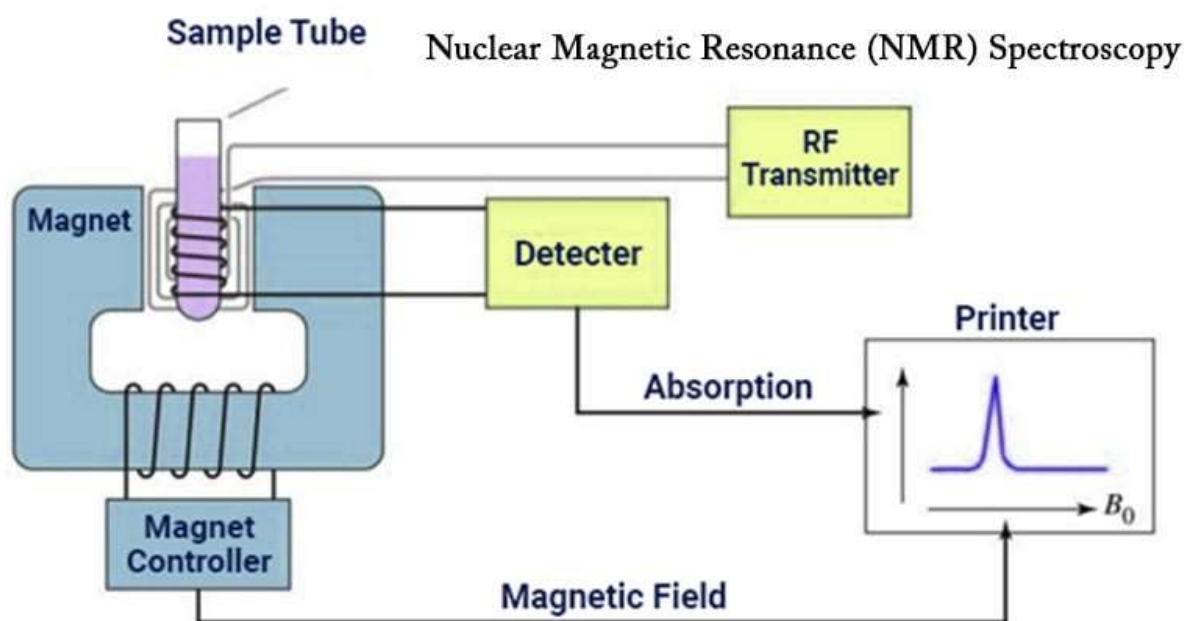 Sample Tube
Nuclear Magnetic Resonance (NMR) Spectroscopy
RF
Transmitter
Magnet
Detecter
Printer
Absorption
B₀
Magnet
Controller
Magnetic Field